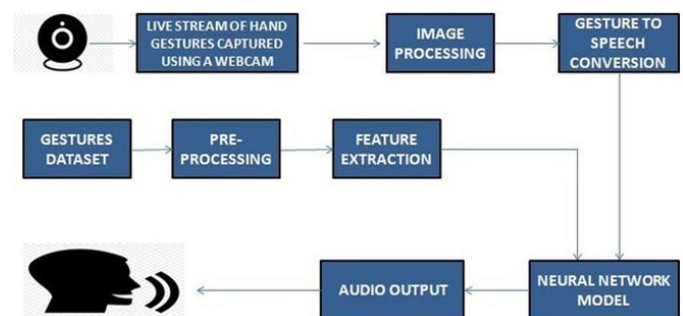 LIVE STREAM OF HAND
GESTURES CAPTURED
USING A WEBCAM
IMAGE
PROCESSING
GESTURE TO
SPEECH
CONVERSION
GESTURES
DATASET
PRE-
PROCESSING
FEATURE
EXTRACTION
AUDIO OUTPUT
NEURAL NETWORK
MODEL